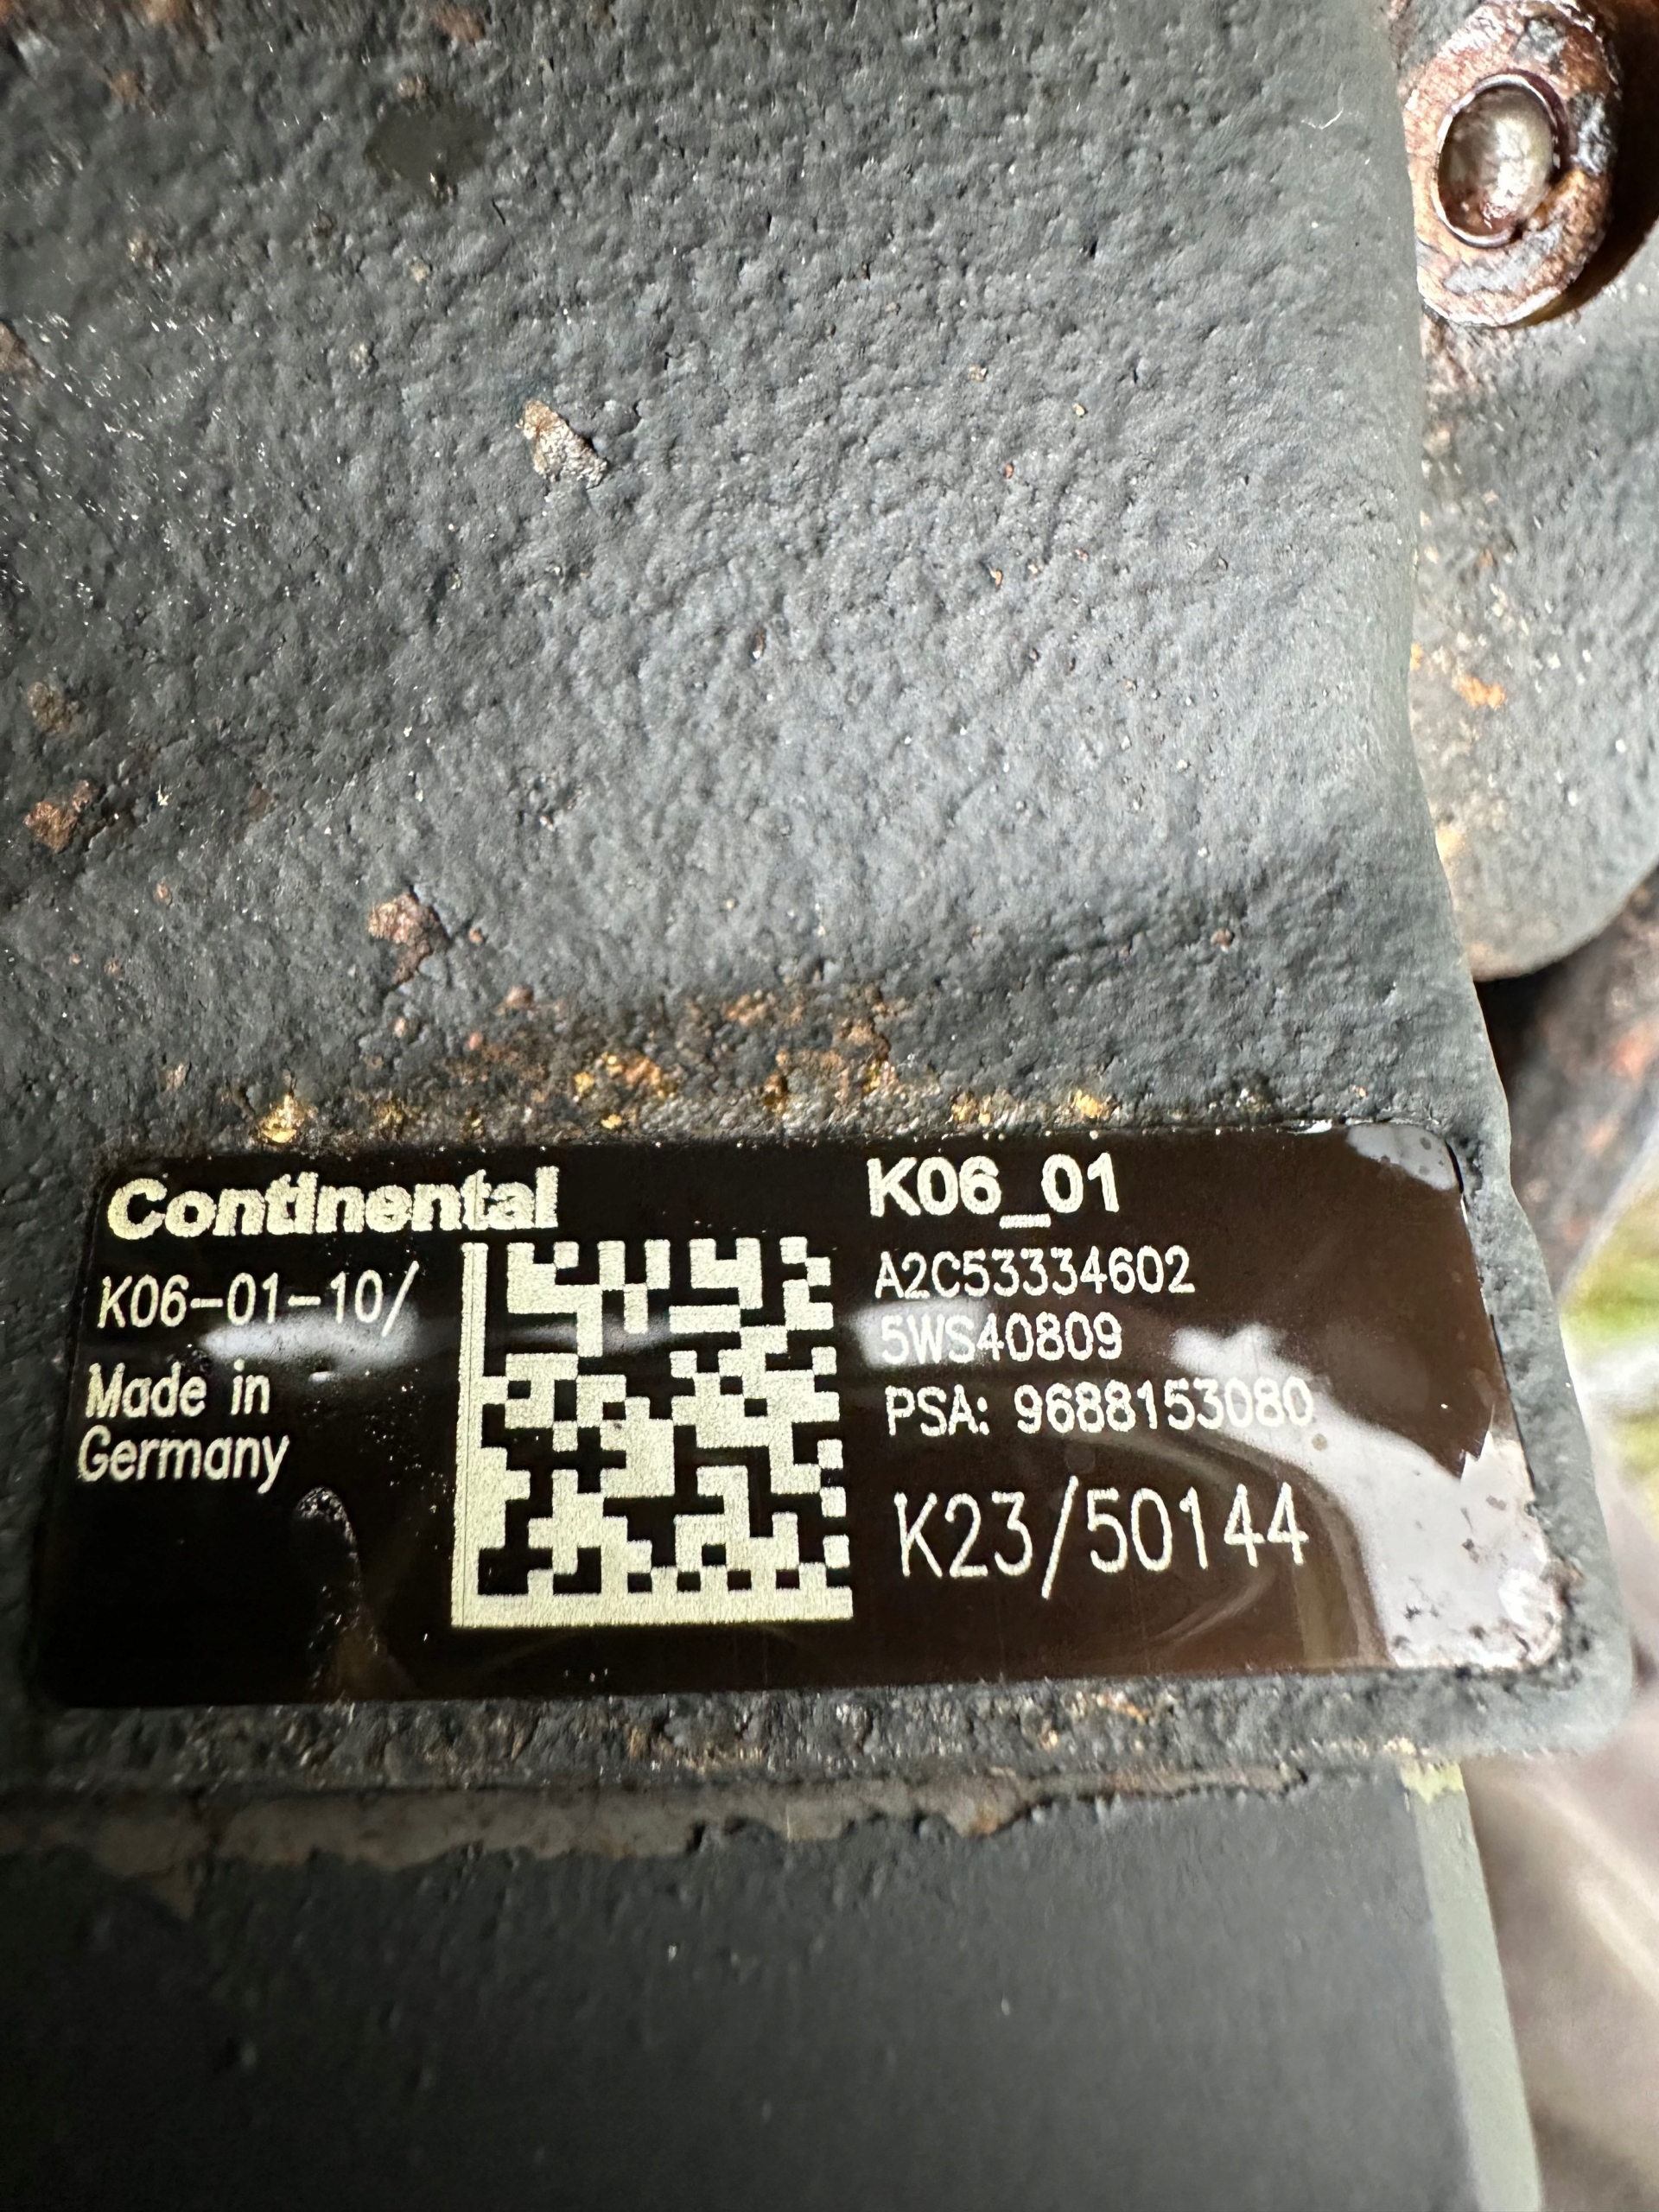 Continental
K06-01-10/
Made in
Germany
K06_01
A2C53334602
5WS40809
PSA: 9688153080
K23/50144